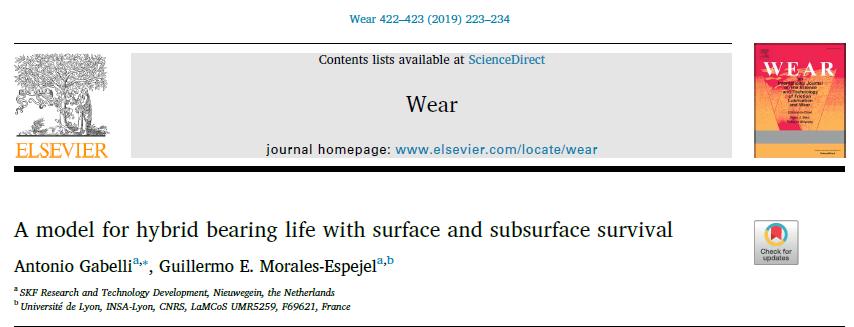 Wear 422–423 (2019) 223–234
Contents lists available at ScienceDirect
Wear
journal homepage: www.elsevier.com/locate/wear
ELSEVIER
WEAR
A model for hybrid bearing life with surface and subsurface survival
Check for
updates
Antonio Gabelliᵃ,*, Guillermo E. Morales-Espejelᵃ,ᵇ
ᵃ SKF Research and Technology Development, Nieuwegein, the Netherlands
ᵇ Université de Lyon, INSA-Lyon, CNRS, LaMCoS UMR5259, F69621, France